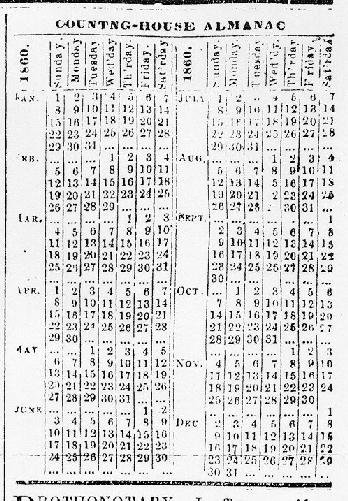 COUNTNG-HOUSE ALMANAC
1860. Sunday. Monday. Tuesday Wed'day Thu'day Friday. Sat'day. 1860. Sunday. Monday. Tuesday Wed'day Thu'day Friday. Sat'rday.
JAN. 1 2 3 4 5 6 7 JULY 1 2 .. 4 5 6 7
8 9 10 11 12 13 14 8 9 10 11 12 13 14
15 16 17 18 19 20 21 15 16 17 18 19 20 21
22 23 24 25 26 27 28 22 23 24 25 26 27 28
29 30 31 ... ... ... ... 29 30 31 ... ... ... ...
FEB. ... ... ... 1 2 3 4 AUG. ... ... ... 1 2 3 4
5 6 7 8 9 10 11 5 6 7 8 9 10 11
12 13 14 15 16 17 18 12 13 14 5 16 17 18
19 20 21 22 23 24 25 19 20 21 2 23 24 25
26 27 28 29 ... ... ... 26 27 28 .. 30 31 ...
MAR. ... ... ... ... 1 2 3 SEPT. ... ... ... ... ... ... 1
4 5 6 7 8 9 10 2 3 4 5 6 7 8
11 12 13 14 15 16 17 9 10 11 12 13 14 15
18 19 20 21 22 23 24 16 17 18 19 20 21 22
25 26 27 28 29 30 31 23 24 25 26 27 28 29
... ... ... ... ... ... ... 30 ... ... ... ... ... ...
APR. 1 2 3 4 5 6 7 OCT. ... 1 2 3 4 5 6
8 9 10 11 12 13 14 7 8 9 10 11 12 13
15 16 17 18 19 20 21 14 15 16 17 18 19 20
22 23 24 25 26 27 28 21 22 23 24 25 26 27
29 30 ... ... ... ... ... 28 29 30 31 ... ... ...
MAY ... ... 1 2 3 4 5 ... ... ... ... 1 2 3
6 7 8 9 10 11 12 NOV. 4 5 6 7 8 9 10
13 14 15 16 17 18 19 11 12 13 14 15 16 17
20 21 22 23 24 25 26 18 19 20 21 22 23 24
27 28 29 30 31 ... ... 25 26 27 28 29 30 ...
JUNE ... ... ... ... ... 1 2 ... ... ... ... ... ... 1
3 4 5 6 7 8 9 DEC 2 3 4 5 6 7 8
10 11 12 13 14 15 16 9 10 11 12 13 14 15
17 18 19 20 21 22 23 16 17 18 19 20 21 22
24 25 26 27 28 29 30 23 24 25 26 27 28 29
... ... ... ... ... ... ... 30 31 ... ... ... ... ...
PROTHONOTARY